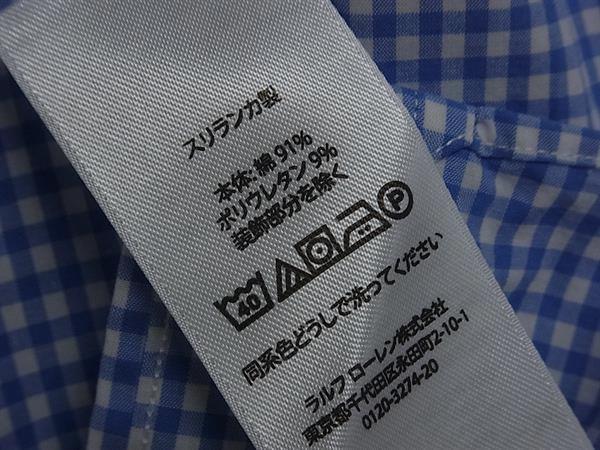 スリランカ製
本体: 綿 91%
ポリウレタン 9%
装飾部分を除く
40 P
同系色どうしで洗ってください
ラルフ ローレン株式会社
東京都千代田区永田町2-10-1
0120-3274-20